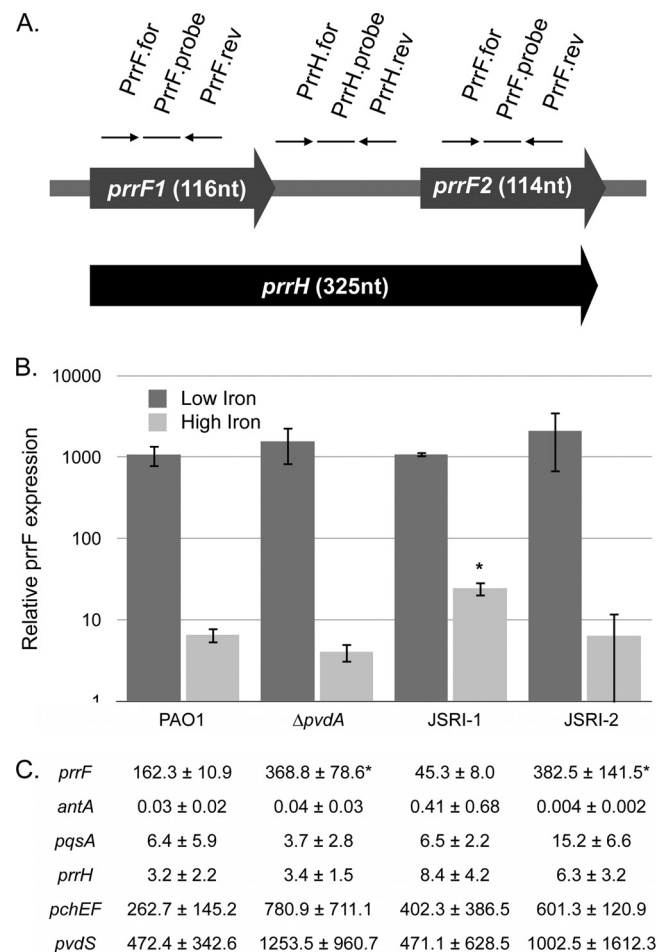 A.
PrrF.for PrrF.probe PrrF.rev PrrH.for PrrH.probe PrrH.rev PrrF.for PrrF.probe PrrF.rev
prrF1 (116nt) prrF2 (114nt)
prrH (325nt)
B.
10000
Low Iron
High Iron
1000
100
*
10
1
Relative prrF expression
PAO1 ΔpvdA JSRI-1 JSRI-2
C.
prrF 162.3 ± 10.9 368.8 ± 78.6* 45.3 ± 8.0 382.5 ± 141.5*
antA 0.03 ± 0.02 0.04 ± 0.03 0.41 ± 0.68 0.004 ± 0.002
pqsA 6.4 ± 5.9 3.7 ± 2.8 6.5 ± 2.2 15.2 ± 6.6
prrH 3.2 ± 2.2 3.4 ± 1.5 8.4 ± 4.2 6.3 ± 3.2
pchEF 262.7 ± 145.2 780.9 ± 711.1 402.3 ± 386.5 601.3 ± 120.9
pvdS 472.4 ± 342.6 1253.5 ± 960.7 471.1 ± 628.5 1002.5 ± 1612.3